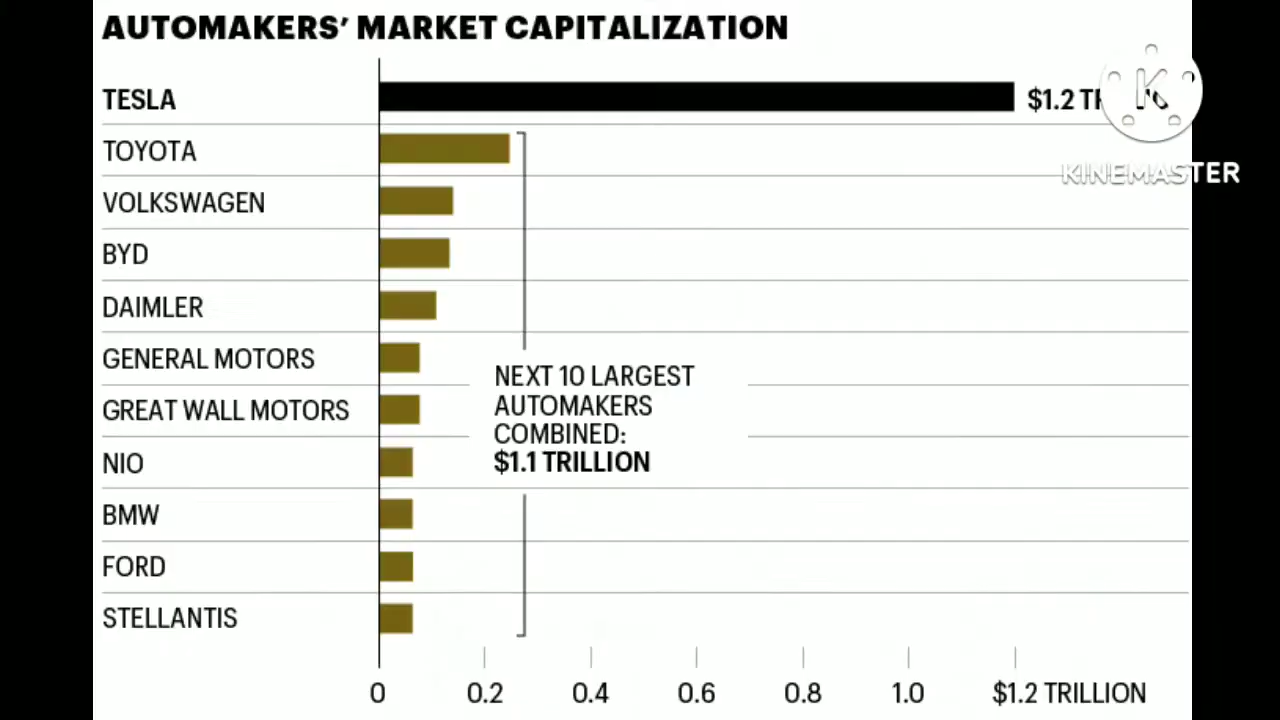 AUTOMAKERS' MARKET CAPITALIZATION
TESLA
$1.2
KINEMASTER
TOYOTA
VOLKSWAGEN
BYD
DAIMLER
GENERAL MOTORS
GREAT WALL MOTORS
NIO
BMW
FORD
STELLANTIS
NEXT 10 LARGEST
AUTOMAKERS
COMBINED:
$1.1 TRILLION
0 0.2 0.4 0.6 0.8 1.0 $1.2 TRILLION